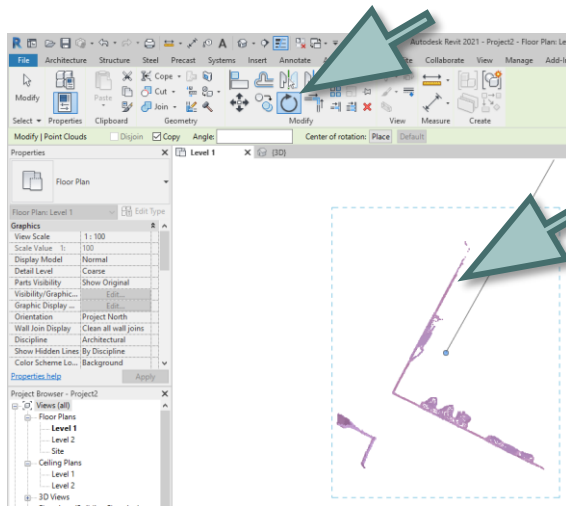 Autodesk Revit 2021 - Project2 - Floor Plan: Le
File Architecture Structure Steel Precast Systems Insert Annotate Collaborate View Manage Add-I
Modify
Paste
Cope
Cut
Join
Select Properties Clipboard Geometry Modify View Measure Create
Modify | Point Clouds Disjoin Copy Angle: Center of rotation: Place Default
Properties X Level 1 X {3D}
Floor Plan
Floor Plan: Level 1 Edit Type
Graphics
View Scale 1 : 100
Scale Value 1: 100
Display Model Normal
Detail Level Coarse
Parts Visibility Show Original
Visibility/Graphic... Edit...
Graphic Display ... Edit...
Orientation Project North
Wall Join Display Clean all wall joins
Discipline Architectural
Show Hidden Lines By Discipline
Color Scheme Lo... Background
Properties help Apply
Project Browser - Project2 X
Views (all)
Floor Plans
Level 1
Level 2
Site
Ceiling Plans
Level 1
Level 2
3D Views